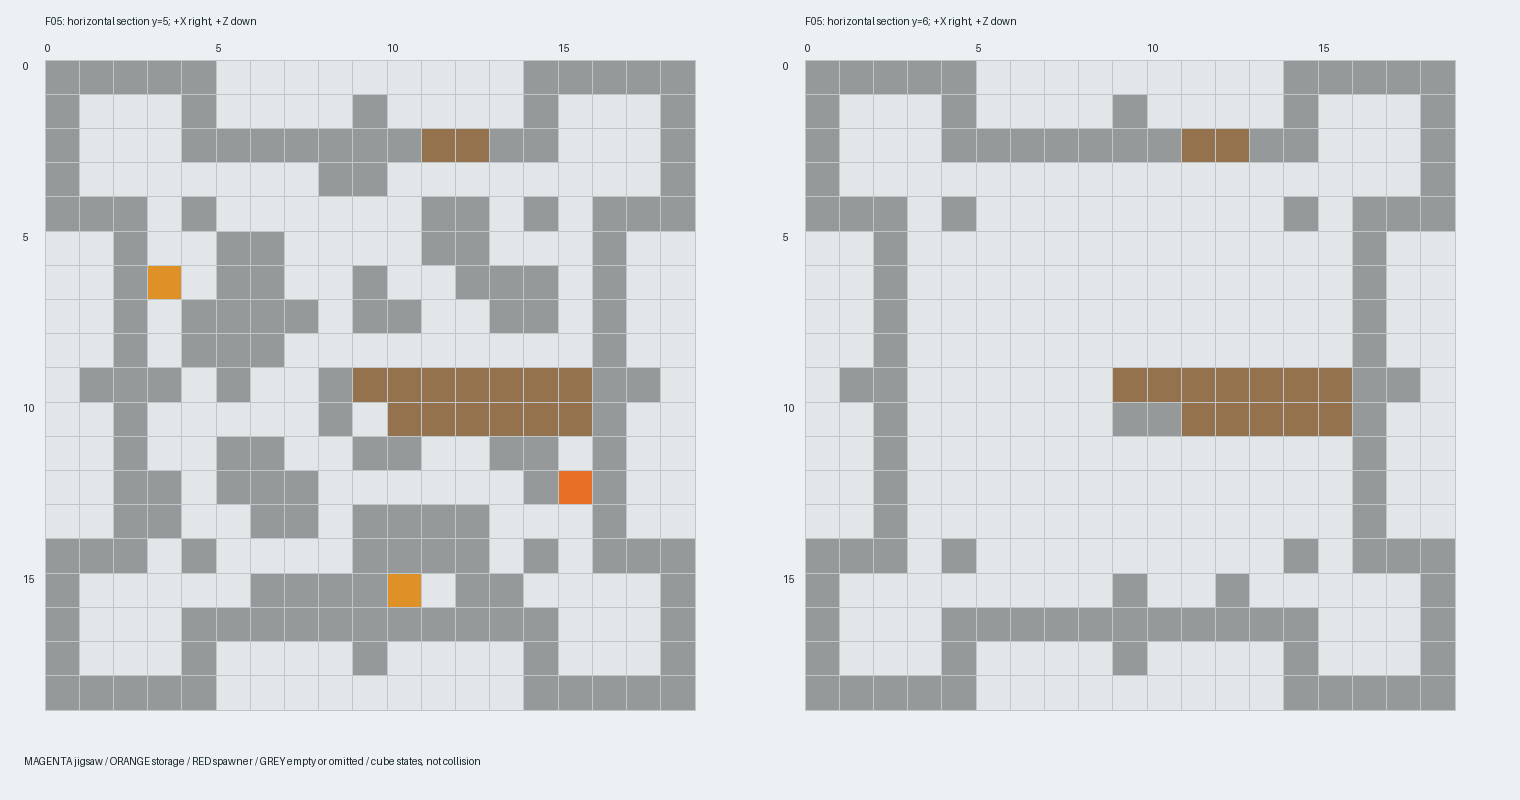 F05: horizontal section y=5; +X right, +Z down
F05: horizontal section y=6; +X right, +Z down
0 5 10 15
0 5 10 15
0
0
5
5
10
10
15
15
MAGENTA jigsaw / ORANGE storage / RED spawner / GREY empty or omitted / cube states, not collision